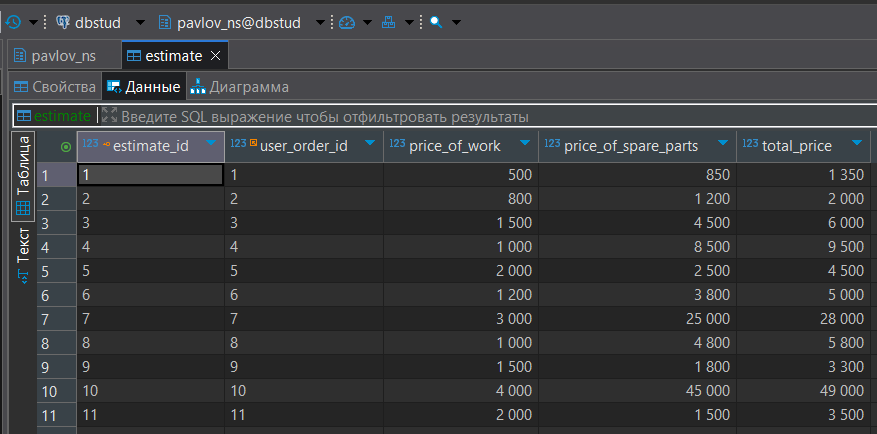 dbstud pavlov_ns@dbstud
pavlov_ns estimate
Свойства Данные Диаграмма
estimate Введите SQL выражение чтобы отфильтровать результаты
Таблица
Текст
123 estimate_id 123 user_order_id 123 price_of_work 123 price_of_spare_parts 123 total_price
1 1 1 500 850 1 350
2 2 2 800 1 200 2 000
3 3 3 1 500 4 500 6 000
4 4 4 1 000 8 500 9 500
5 5 5 2 000 2 500 4 500
6 6 6 1 200 3 800 5 000
7 7 7 3 000 25 000 28 000
8 8 8 1 000 4 800 5 800
9 9 9 1 500 1 800 3 300
10 10 10 4 000 45 000 49 000
11 11 11 2 000 1 500 3 500